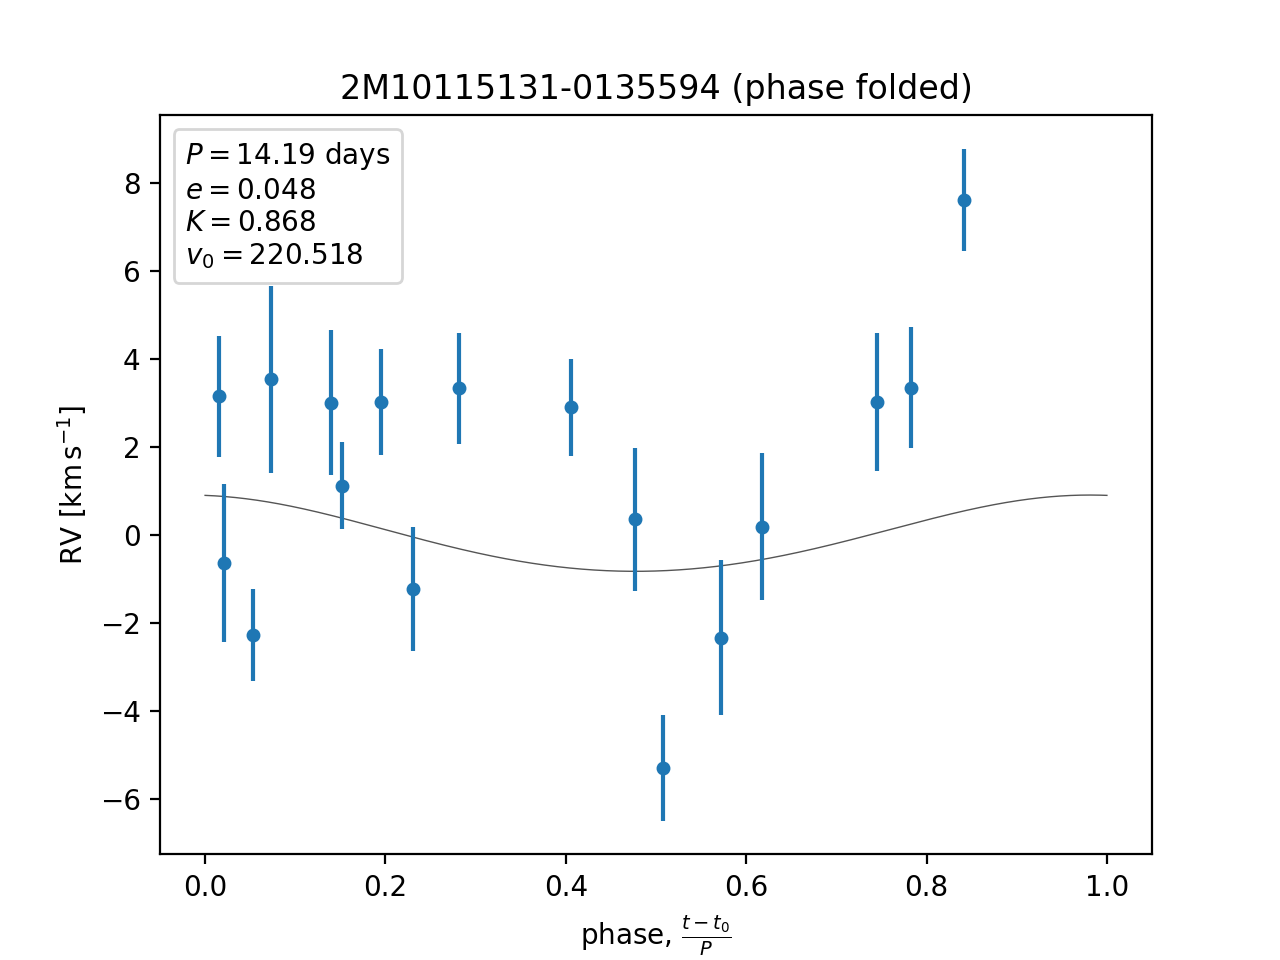 2M10115131-0135594 (phase folded)
P = 14.19 days
e = 0.048
K = 0.868
v₀ = 220.518
8
6
4
2
0
−2
−4
−6
RV [km s⁻¹]
0.0 0.2 0.4 0.6 0.8 1.0
phase, (t − t₀)/P